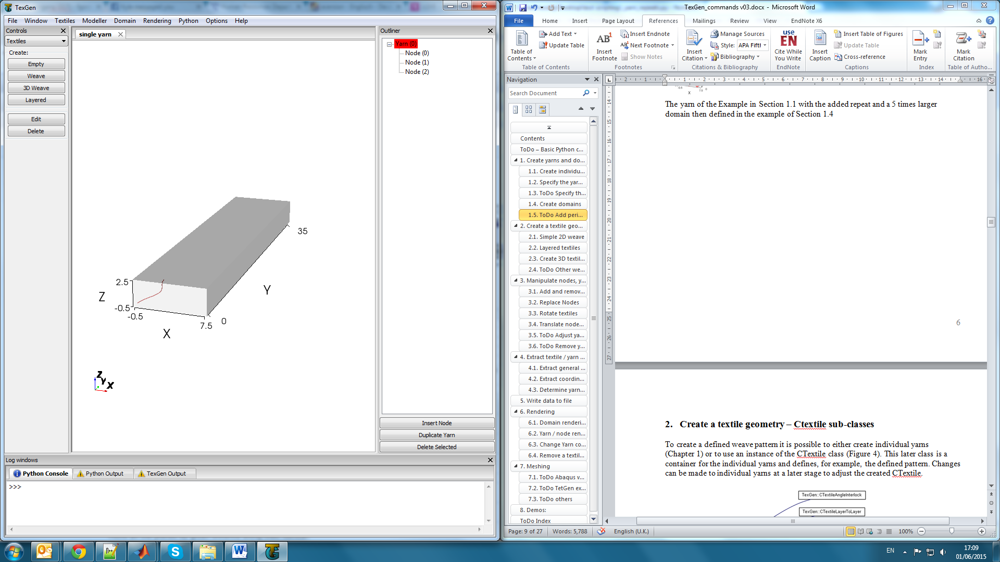 TexGen
File Window Textiles Modeller Domain Rendering Python Options Help
Controls
Textiles
Create:
Empty
Weave
3D Weave
Layered
Edit
Delete
single yarn
35
2.5
Z
Y
-0.5
-0.5
0
7.5
X
Z
Y
X
Outliner
Yarn (0)
Node (0)
Node (1)
Node (2)
Insert Node
Duplicate Yarn
Delete Selected
Log windows
Python Console Python Output TexGen Output
>>>
TexGen_commands v03.docx - Microsoft Word
File Home Insert Page Layout References Mailings Review View EndNote X6
Table of Contents
Add Text
Update Table
Table of Contents
AB1
Insert Footnote
Insert Endnote
Next Footnote
Show Notes
Footnotes
Insert Citation
Manage Sources
Style: APA Fift
Bibliography
Citations & Bibliography
use
EN
Cite While You Write
EndNote
Insert Caption
Insert Table of Figures
Update Table
Cross-reference
Captions
Mark Entry
Index
Mark Citation
Table of Autho...
Navigation
Search Document
Contents
ToDo – Basic Python c...
1. Create yarns and do...
1.1. Create individu...
1.2. Specify the yar...
1.3. ToDo Specify th...
1.4. Create domains
1.5. ToDo Add peri...
2. Create a textile geo...
2.1. Simple 2D weave
2.2. Layered textiles
2.3. Create 3D textil...
2.4. ToDo Other we...
3. Manipulate nodes, y...
3.1. Add and remov...
3.2. Replace Nodes
3.3. Rotate textiles
3.4. Translate node...
3.5. ToDo Adjust ya...
3.6. ToDo Remove y...
4. Extract textile / yarn ...
4.1. Extract general ...
4.2. Extract coordin...
4.3. Determine yarn...
5. Write data to file
6. Rendering
6.1. Domain renderi...
6.2. Yarn / node ren...
6.3. Change Yarn co...
6.4. Remove a textil...
7. Meshing
7.1. ToDo Abaqus v...
7.2. ToDo TetGen ex...
7.3. ToDo others
8. Demos:
ToDo Index
X
The yarn of the Example in Section 1.1 with the added repeat and a 5 times larger
domain then defined in the example of Section 1.4
6
2. Create a textile geometry – Ctextile sub-classes
To create a defined weave pattern it is possible to either create individual yarns
(Chapter 1) or to use an instance of the CTextile class (Figure 4). This later class is a
container for the individual yarns and defines, for example, the defined pattern. Changes
can be made to individual yarns at a later stage to adjust the created CTextile.
TexGen::CTextileAngleInterlock
TexGen::CTextileLayerToLayer
Page: 9 of 27 Words: 5,788 English (U.K.) 100%
EN
17:09
01/06/2015